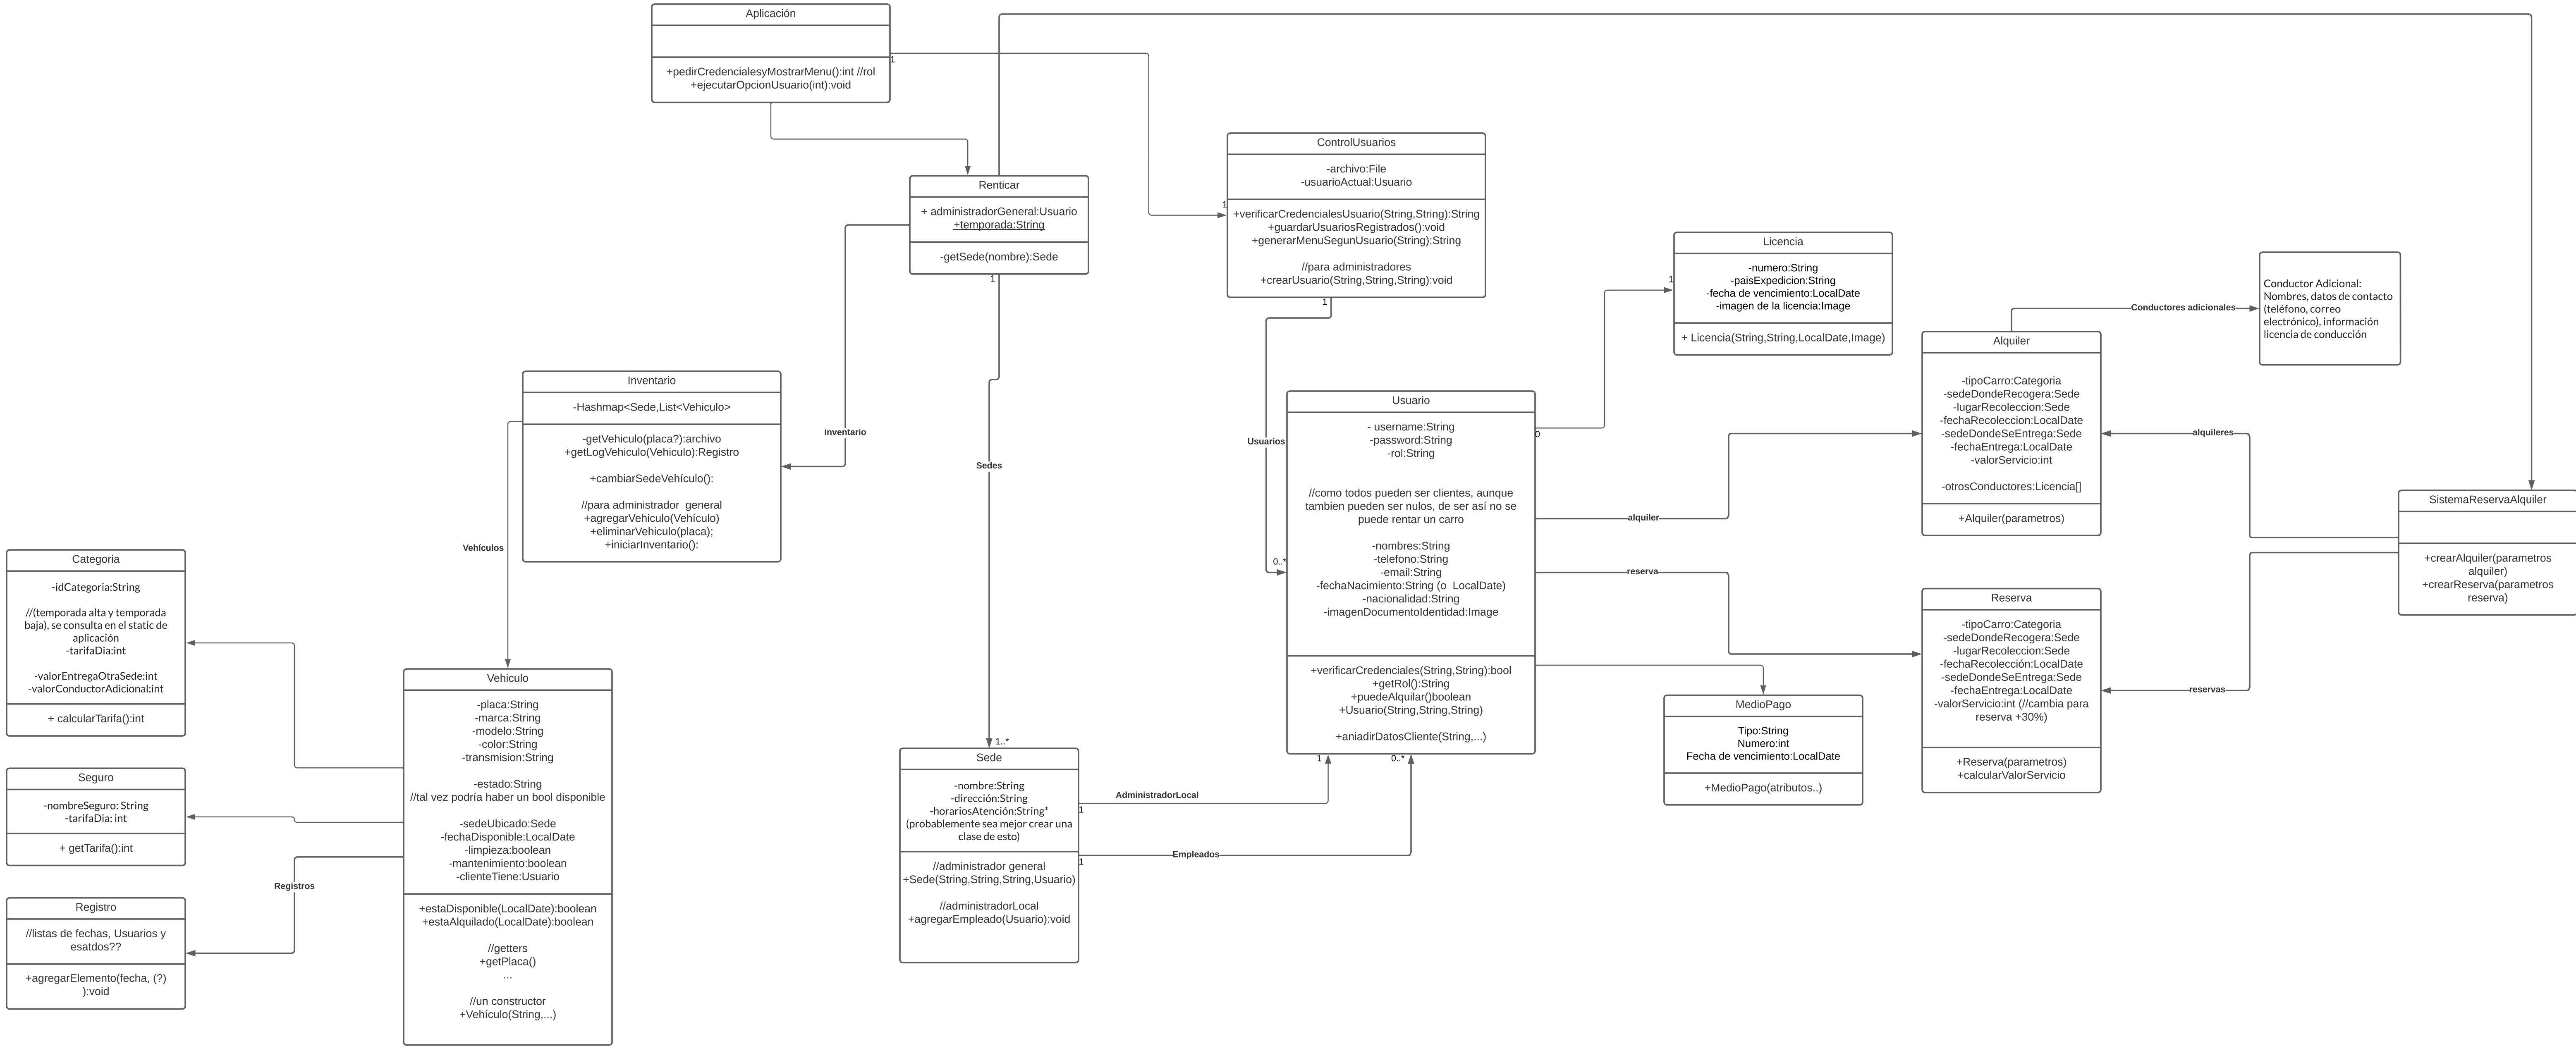 Aplicación
+pedirCredencialesyMostrarMenu():int //rol
+ejecutarOpcionUsuario(int):void
1
1
Renticar
+ administradorGeneral:Usuario
+temporada:String
-getSede(nombre):Sede
1
ControlUsuarios
-archivo:File
-usuarioActual:Usuario
+verificarCredencialesUsuario(String,String):String
+guardarUsuariosRegistrados():void
+generarMenuSegunUsuario(String):String
//para administradores
+crearUsuario(String,String,String):void
1
Licencia
-numero:String
-paisExpedicion:String
-fecha de vencimiento:LocalDate
-imagen de la licencia:Image
+ Licencia(String,String,LocalDate,Image)
1
Conductor Adicional:
Nombres, datos de contacto
(teléfono, correo
electrónico), información
licencia de conducción
Conductores adicionales
Alquiler
-tipoCarro:Categoria
-sedeDondeRecogera:Sede
-lugarRecoleccion:Sede
-fechaRecoleccion:LocalDate
-sedeDondeSeEntrega:Sede
-fechaEntrega:LocalDate
-valorServicio:int
-otrosConductores:Licencia[]
+Alquiler(parametros)
alquileres
Inventario
-Hashmap<Sede,List<Vehiculo>
-getVehiculo(placa?):archivo
+getLogVehiculo(Vehiculo):Registro
+cambiarSedeVehículo():
//para administrador  general
+agregarVehiculo(Vehículo)
+eliminarVehiculo(placa);
+iniciarInventario():
inventario
Sedes
Usuarios
0..*
Usuario
- username:String
-password:String
-rol:String
//como todos pueden ser clientes, aunque
tambien pueden ser nulos, de ser así no se
puede rentar un carro
-nombres:String
-telefono:String
-email:String
-fechaNacimiento:String (o  LocalDate)
-nacionalidad:String
-imagenDocumentoIdentidad:Image
+verificarCredenciales(String,String):bool
+getRol():String
+puedeAlquilar()boolean
+Usuario(String,String,String)
+aniadirDatosCliente(String,...)
0
alquiler
reserva
SistemaReservaAlquiler
+crearAlquiler(parametros
alquiler)
+crearReserva(parametros
reserva)
Vehículos
Categoria
-idCategoria:String
//(temporada alta y temporada
baja), se consulta en el static de
aplicación
-tarifaDia:int
-valorEntregaOtraSede:int
-valorConductorAdicional:int
+ calcularTarifa():int
Reserva
-tipoCarro:Categoria
-sedeDondeRecogera:Sede
-lugarRecoleccion:Sede
-fechaRecolección:LocalDate
-sedeDondeSeEntrega:Sede
-fechaEntrega:LocalDate
-valorServicio:int (//cambia para
reserva +30%)
+Reserva(parametros)
+calcularValorServicio
reservas
Vehiculo
-placa:String
-marca:String
-modelo:String
-color:String
-transmision:String
-estado:String
//tal vez podría haber un bool disponible
-sedeUbicado:Sede
-fechaDisponible:LocalDate
-limpieza:boolean
-mantenimiento:boolean
-clienteTiene:Usuario
+estaDisponible(LocalDate):boolean
+estaAlquilado(LocalDate):boolean
//getters
+getPlaca()
...
//un constructor
+Vehículo(String,...)
MedioPago
Tipo:String
Numero:int
Fecha de vencimiento:LocalDate
+MedioPago(atributos..)
1..*
Sede
-nombre:String
-dirección:String
-horariosAtención:String*
(probablemente sea mejor crear una
clase de esto)
//administrador general
+Sede(String,String,String,Usuario)
//administradorLocal
+agregarEmpleado(Usuario):void
1
0..*
AdministradorLocal
1
Empleados
1
Seguro
-nombreSeguro: String
-tarifaDia: int
+ getTarifa():int
Registros
Registro
//listas de fechas, Usuarios y
esatdos??
+agregarElemento(fecha, (?)
):void